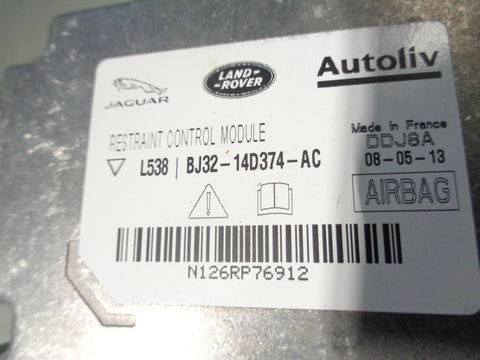 JAGUAR
LAND-
-ROVER
Autoliv
RESTRAINT CONTROL MODULE
Made in France
DDJSA
L538 | BJ32-14D374-AC
08-05-13
AIRBAG
N126RP76912